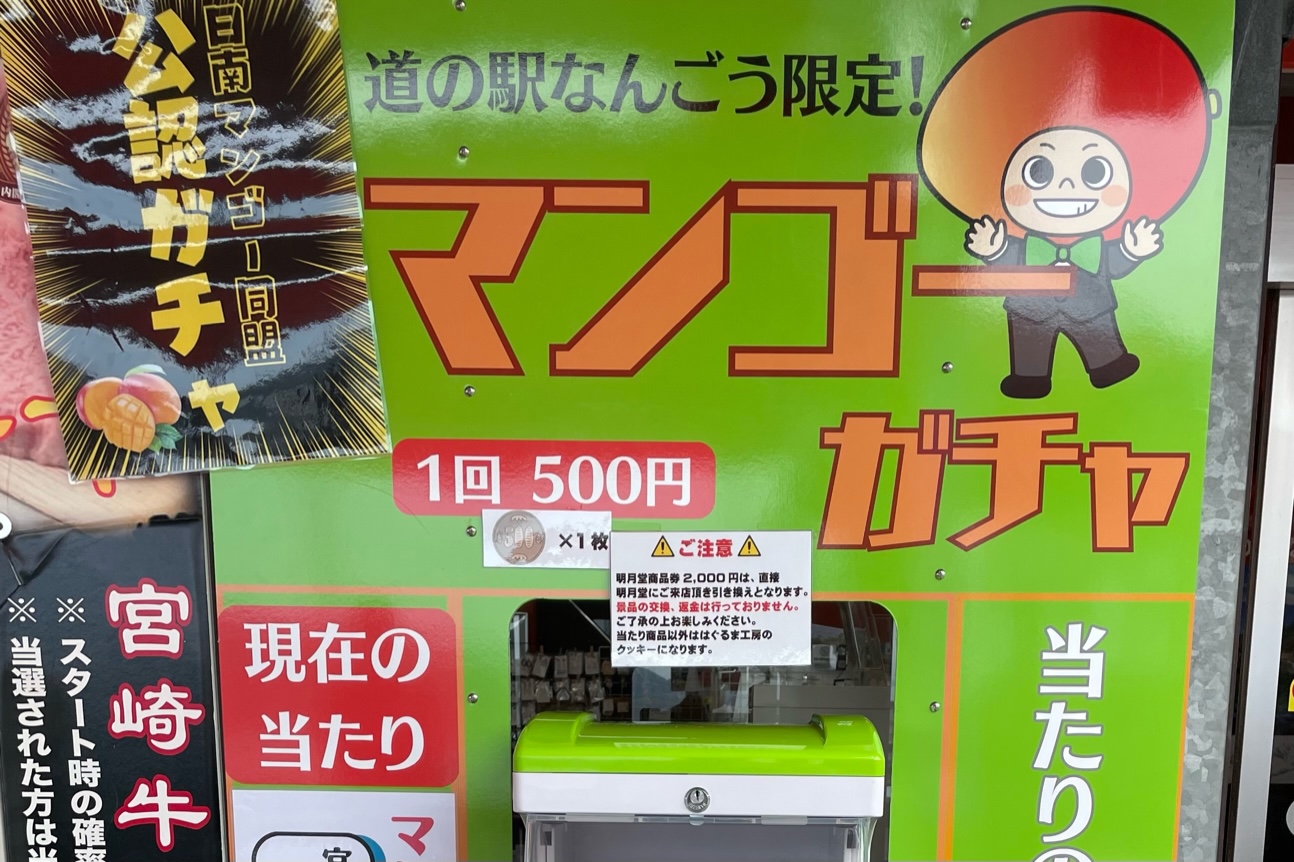 日南マンゴー同盟
公認ガチャ
道の駅なんごう限定!
マンゴー
ガチャ
1回 500円
500
×1枚
ご注意
明月堂商品券2,000円は、直接
明月堂にご来店頂き引き換えとなります。
景品の交換、返金は行っておりません。
ご了承の上お楽しみください。
当たり商品以外ははぐるま工房の
クッキーになります。
現在の
当たり
当たりの
宮崎牛
※スタート時の確率
※当選された方は当
マ
宮